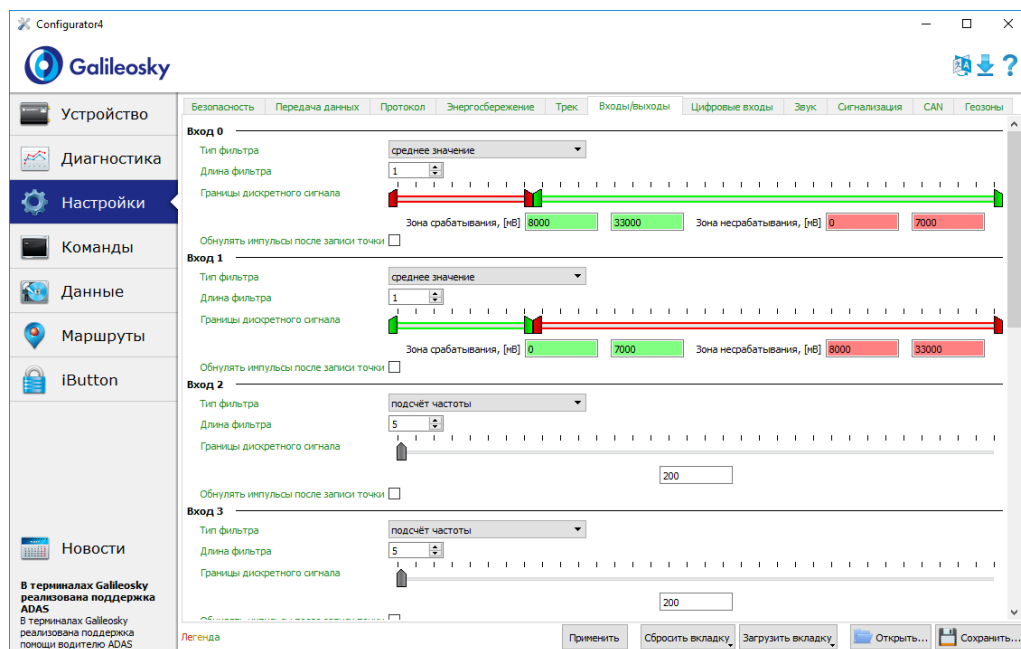 Configurator4
Galileosky
Устройство
Диагностика
Настройки
Команды
Данные
Маршруты
iButton
Новости
В терминалах Galileosky
реализована поддержка
ADAS
В терминалах Galileosky
реализована поддержка
помощи водителю ADAS
Безопасность Передача данных Протокол Энергосбережение Трек Входы/выходы Цифровые входы Звук Сигнализация CAN Геозоны
Вход 0
Тип фильтра среднее значение
Длина фильтра 1
Границы дискретного сигнала
Зона срабатывания, [мВ] 8000 33000 Зона несрабатывания, [мВ] 0 7000
Обнулять импульсы после записи точки
Вход 1
Тип фильтра среднее значение
Длина фильтра 1
Границы дискретного сигнала
Зона срабатывания, [мВ] 0 7000 Зона несрабатывания, [мВ] 8000 33000
Обнулять импульсы после записи точки
Вход 2
Тип фильтра подсчёт частоты
Длина фильтра 5
Границы дискретного сигнала
200
Обнулять импульсы после записи точки
Вход 3
Тип фильтра подсчёт частоты
Длина фильтра 5
Границы дискретного сигнала
200
Обнулять импульсы после записи точки
Легенда Применить Сбросить вкладку Загрузить вкладку Открыть... Сохранить...